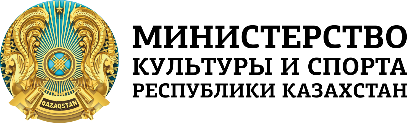 QAZAQSTAN
МИНИСТЕРСТВО
КУЛЬТУРЫ И СПОРТА
РЕСПУБЛИКИ КАЗАХСТАН